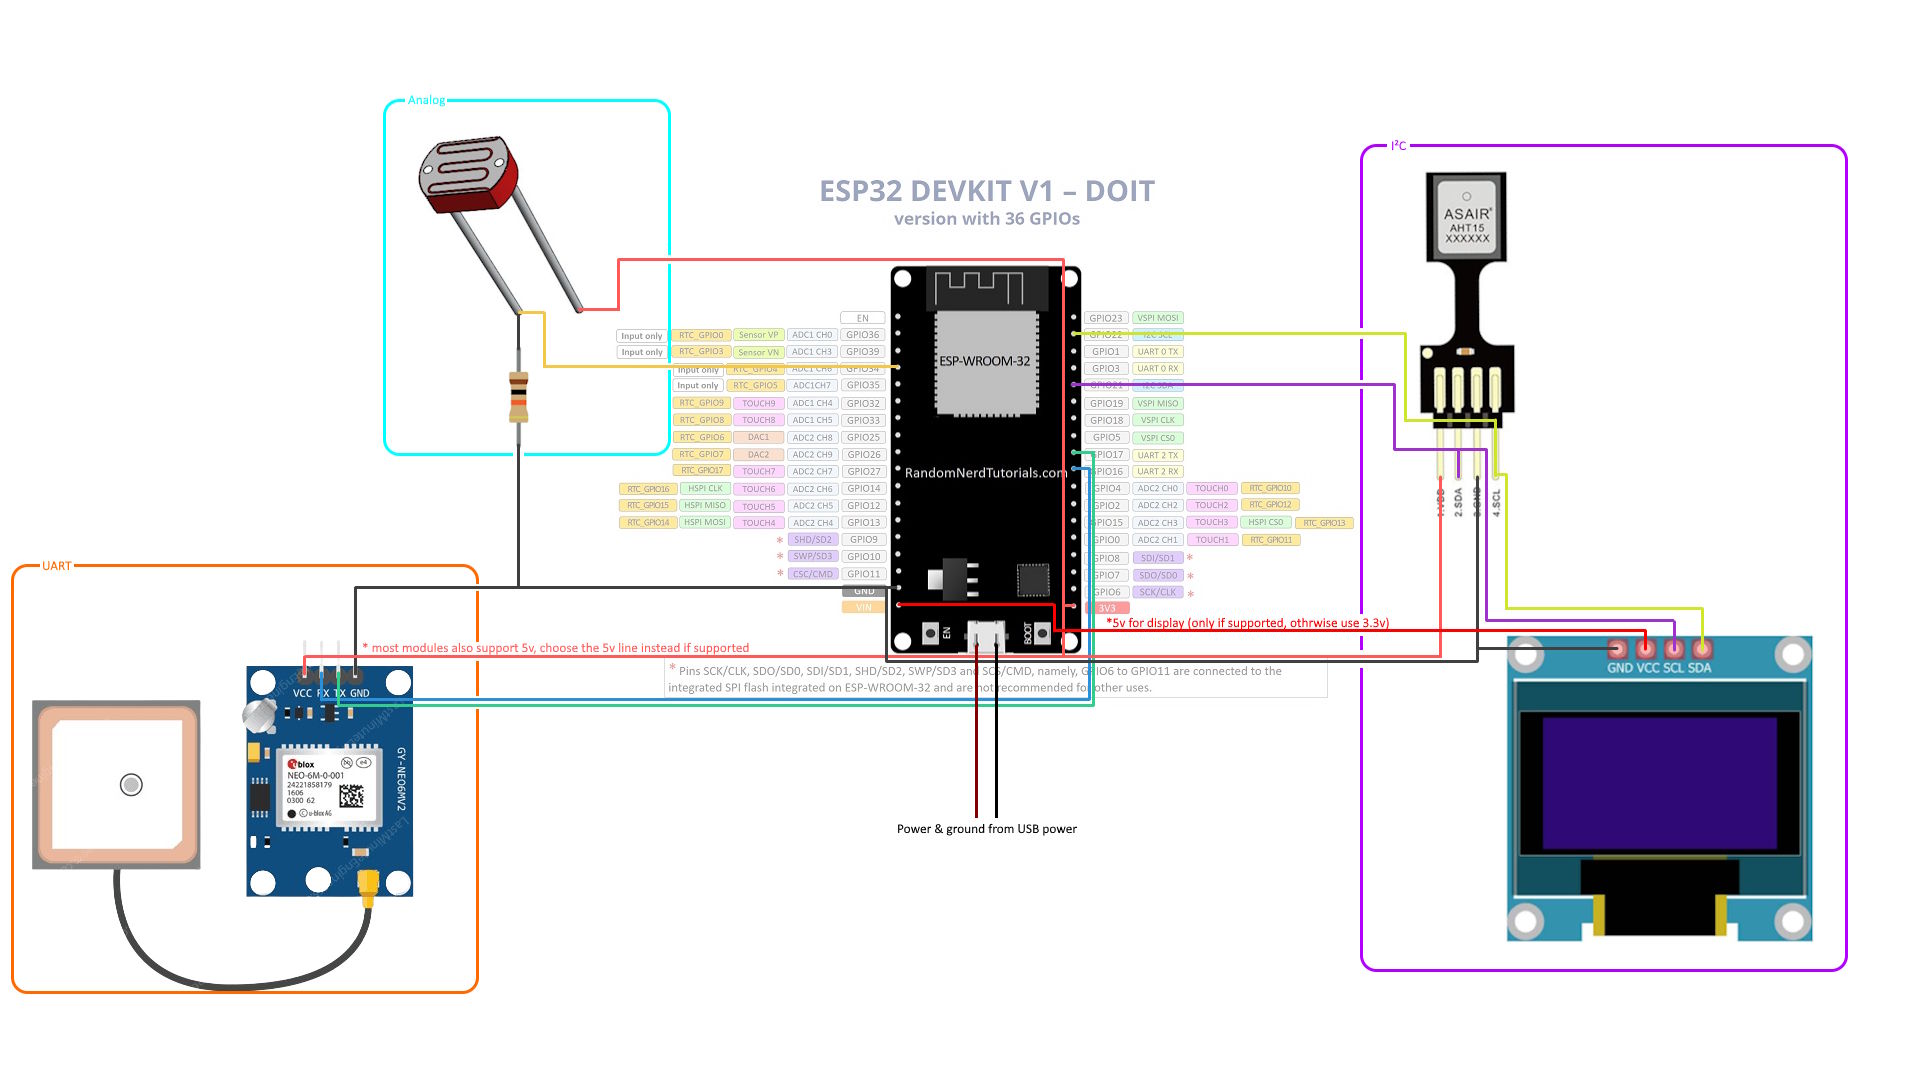 Analog
I²C
ESP32 DEVKIT V1 – DOIT
version with 36 GPIOs
ASAIR
AHT15
XXXXXX
EN
Input only RTC_GPIO0 Sensor VP ADC1 CH0 GPIO36
Input only RTC_GPIO3 Sensor VN ADC1 CH3 GPIO39
Input only RTC_GPIO4 ADC1 CH6 GPIO34
Input only RTC_GPIO5 ADC1CH7 GPIO35
RTC_GPIO9 TOUCH9 ADC1 CH4 GPIO32
RTC_GPIO8 TOUCH8 ADC1 CH5 GPIO33
RTC_GPIO6 DAC1 ADC2 CH8 GPIO25
RTC_GPIO7 DAC2 ADC2 CH9 GPIO26
RTC_GPIO17 TOUCH7 ADC2 CH7 GPIO27
RTC_GPIO16 HSPI CLK TOUCH6 ADC2 CH6 GPIO14
RTC_GPIO15 HSPI MISO TOUCH5 ADC2 CH5 GPIO12
RTC_GPIO14 HSPI MOSI TOUCH4 ADC2 CH4 GPIO13
* SHD/SD2 GPIO9
* SWP/SD3 GPIO10
* CSC/CMD GPIO11
GND
VIN
ESP-WROOM-32
RandomNerdTutorials.com
EN
BOOT
GPIO23 VSPI MOSI
GPIO22 I2C SCL
GPIO1 UART 0 TX
GPIO3 UART 0 RX
GPIO21 I2C SDA
GPIO19 VSPI MISO
GPIO18 VSPI CLK
GPIO5 VSPI CS0
GPIO17 UART 2 TX
GPIO16 UART 2 RX
GPIO4 ADC2 CH0 TOUCH0 RTC_GPIO10
GPIO2 ADC2 CH2 TOUCH2 RTC_GPIO12
GPIO15 ADC2 CH3 TOUCH3 HSPI CS0 RTC_GPIO13
GPIO0 ADC2 CH1 TOUCH1 RTC_GPIO11
GPIO8 SDI/SD1 *
GPIO7 SDO/SD0 *
GPIO6 SCK/CLK *
3V3
1.VDD
2.SDA
3.GND
4.SCL
*5v for display (only if supported, othrwise use 3.3v)
UART
* most modules also support 5v, choose the 5v line instead if supported
* Pins SCK/CLK, SDO/SD0, SDI/SD1, SHD/SD2, SWP/SD3 and SCS/CMD, namely, GPIO6 to GPIO11 are connected to the
integrated SPI flash integrated on ESP-WROOM-32 and are not recommended for other uses.
GND VCC SCL SDA
VCC RX TX GND
GY-NEO6MV2
blox
NEO-6M-0-001
24221858179
1606
0300 62
u-blox AG
Power & ground from USB power